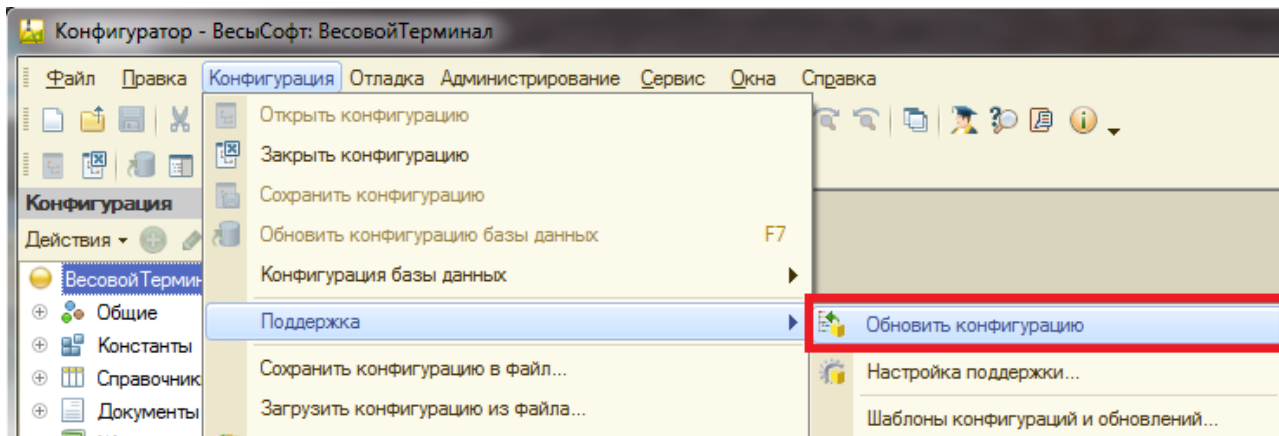 Конфигуратор - ВесыСофт: ВесовойТерминал
Файл Правка Конфигурация Отладка Администрирование Сервис Окна Справка
Открыть конфигурацию
Закрыть конфигурацию
Сохранить конфигурацию
Конфигурация
Действия
Обновить конфигурацию базы данных F7
ВесовойТермин
Конфигурация базы данных
Общие
Поддержка
Обновить конфигурацию
Константы
Справочник
Сохранить конфигурацию в файл...
Настройка поддержки...
Документы
Загрузить конфигурацию из файла...
Шаблоны конфигураций и обновлений...